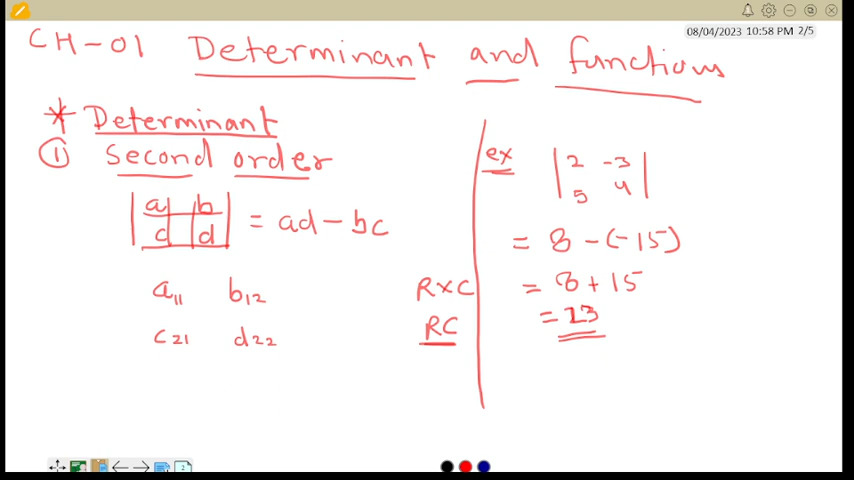 08/04/2023 10:58 PM 2/5
CH-01 Determinant and functions
* Determinant
① Second order
| a b |
| c d | = ad - bc
a11 b12
c21 d22
R×C
RC
ex
| 2 -3 |
| 5 4 |
= 8 - (-15)
= 8 + 15
= 23
2